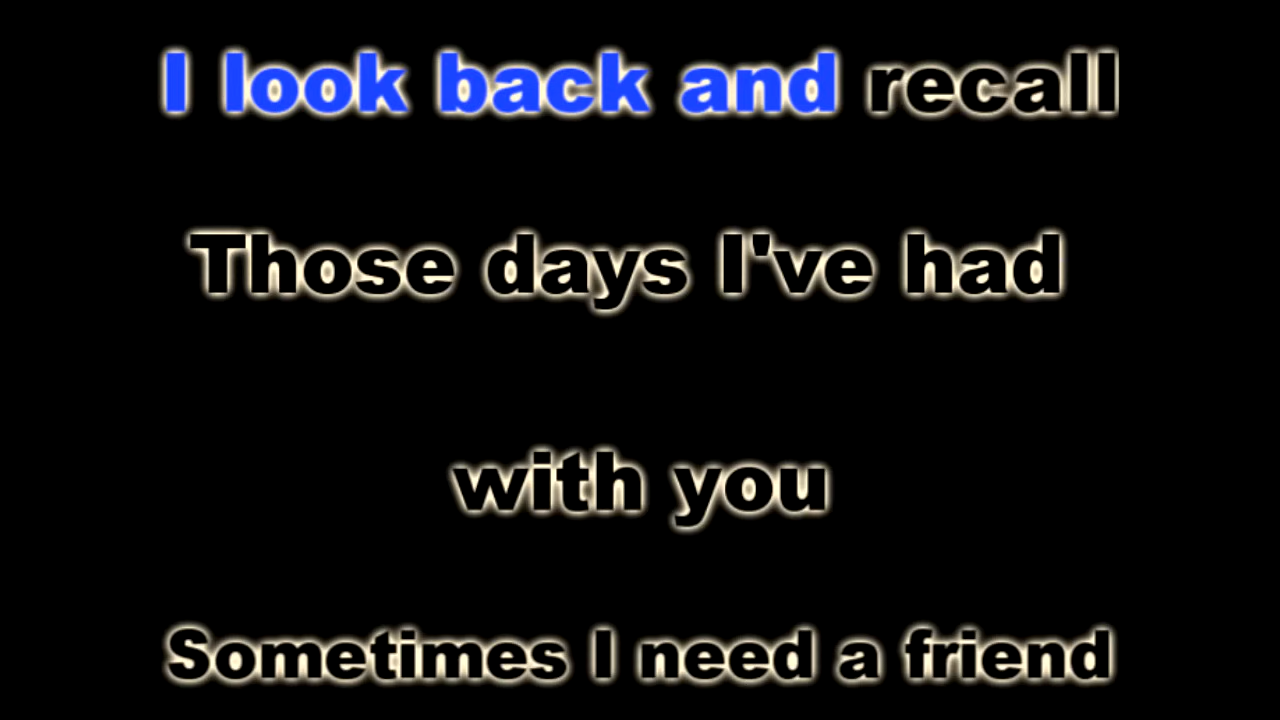 I look back and recall
Those days I've had
with you
Sometimes I need a friend